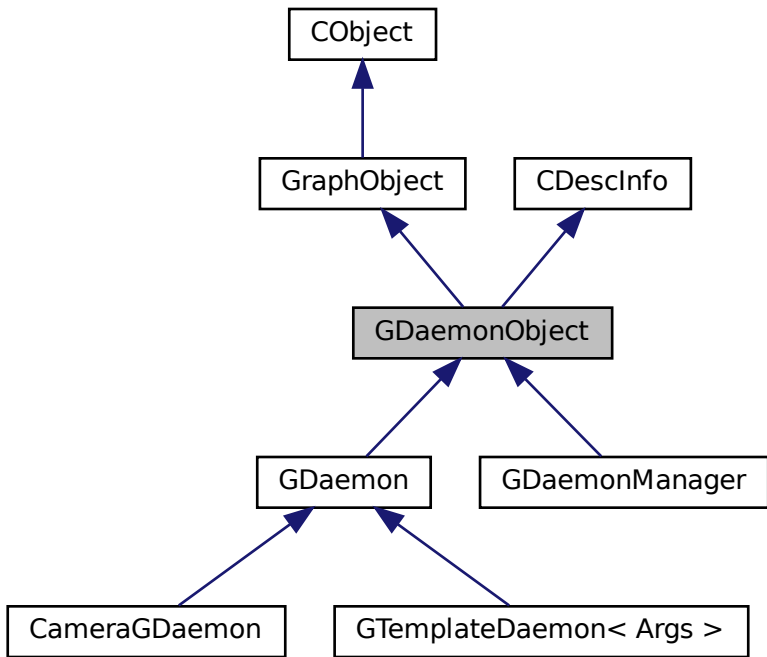 CObject
GraphObject
CDescInfo
GDaemonObject
GDaemon
GDaemonManager
CameraGDaemon
GTemplateDaemon< Args >